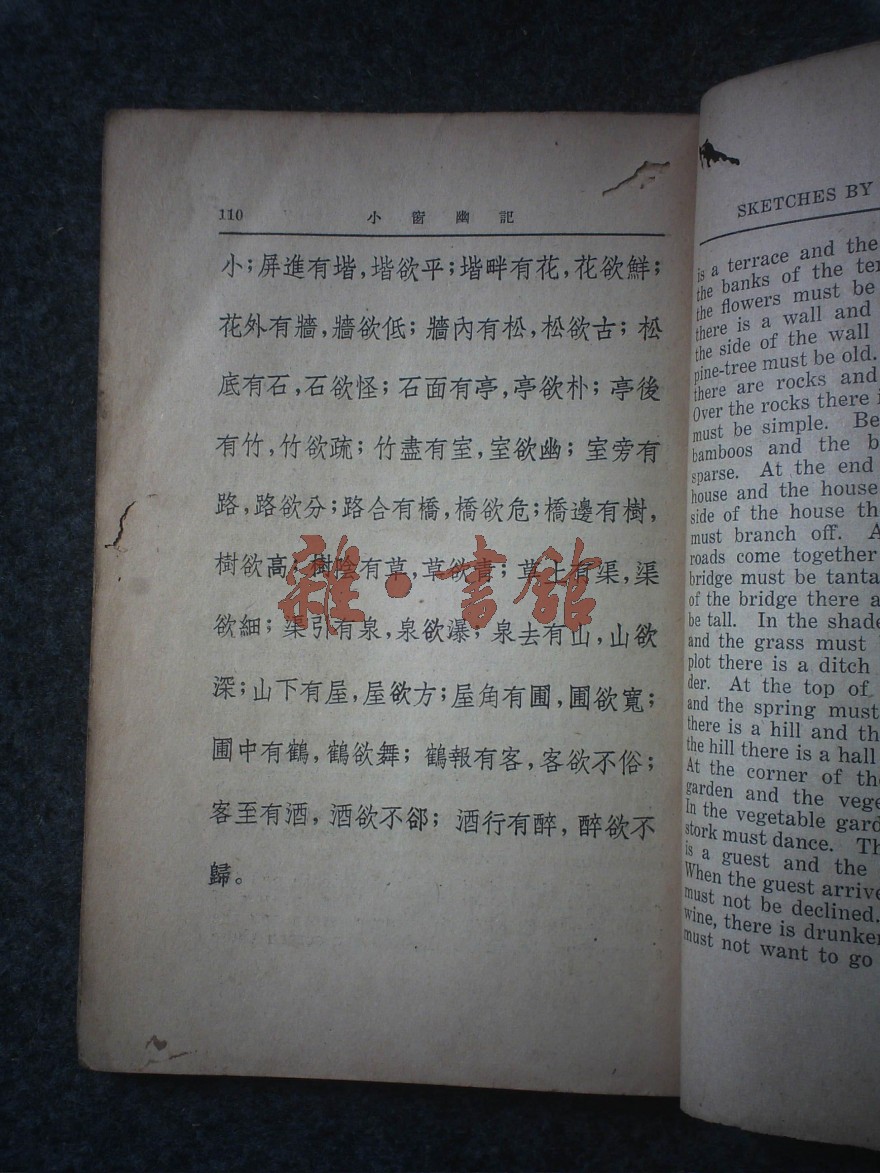 110 小窗幽記
小；屏進有堦，堦欲平；堦畔有花，花欲鮮；
花外有牆，牆欲低；牆內有松，松欲古；松
底有石，石欲怪；石面有亭，亭欲朴；亭後
有竹，竹欲疏；竹盡有室，室欲幽；室旁有
路，路欲分；路合有橋，橋欲危；橋邊有樹，
樹欲高；樹陰有草，草欲青；草上有渠，渠
欲細；渠引有泉，泉欲瀑；泉去有山，山欲
深；山下有屋，屋欲方；屋角有圃，圃欲寬；
圃中有鶴，鶴欲舞；鶴報有客，客欲不俗；
客至有酒，酒欲不郤；酒行有醉，醉欲不
歸。
雜·書館
SKETCHES BY
is a terrace and the
the banks of the
the flowers must be
there is a wall and
the side of the wall
pine-tree must be old.
there are rocks and
Over the rocks there
must be simple.
bamboos and the
sparse. At the end
house and the house
side of the house
must branch off.
roads come together
bridge must be
of the bridge there
be tall. In the
and the grass must
plot there is a ditch
der. At the top of
and the spring must
there is a hill and
the hill there is a hall
At the corner of
garden and the
In the vegetable
stork must dance.
is a guest and the
When the guest
must not be declined.
wine, there is
must not want to go